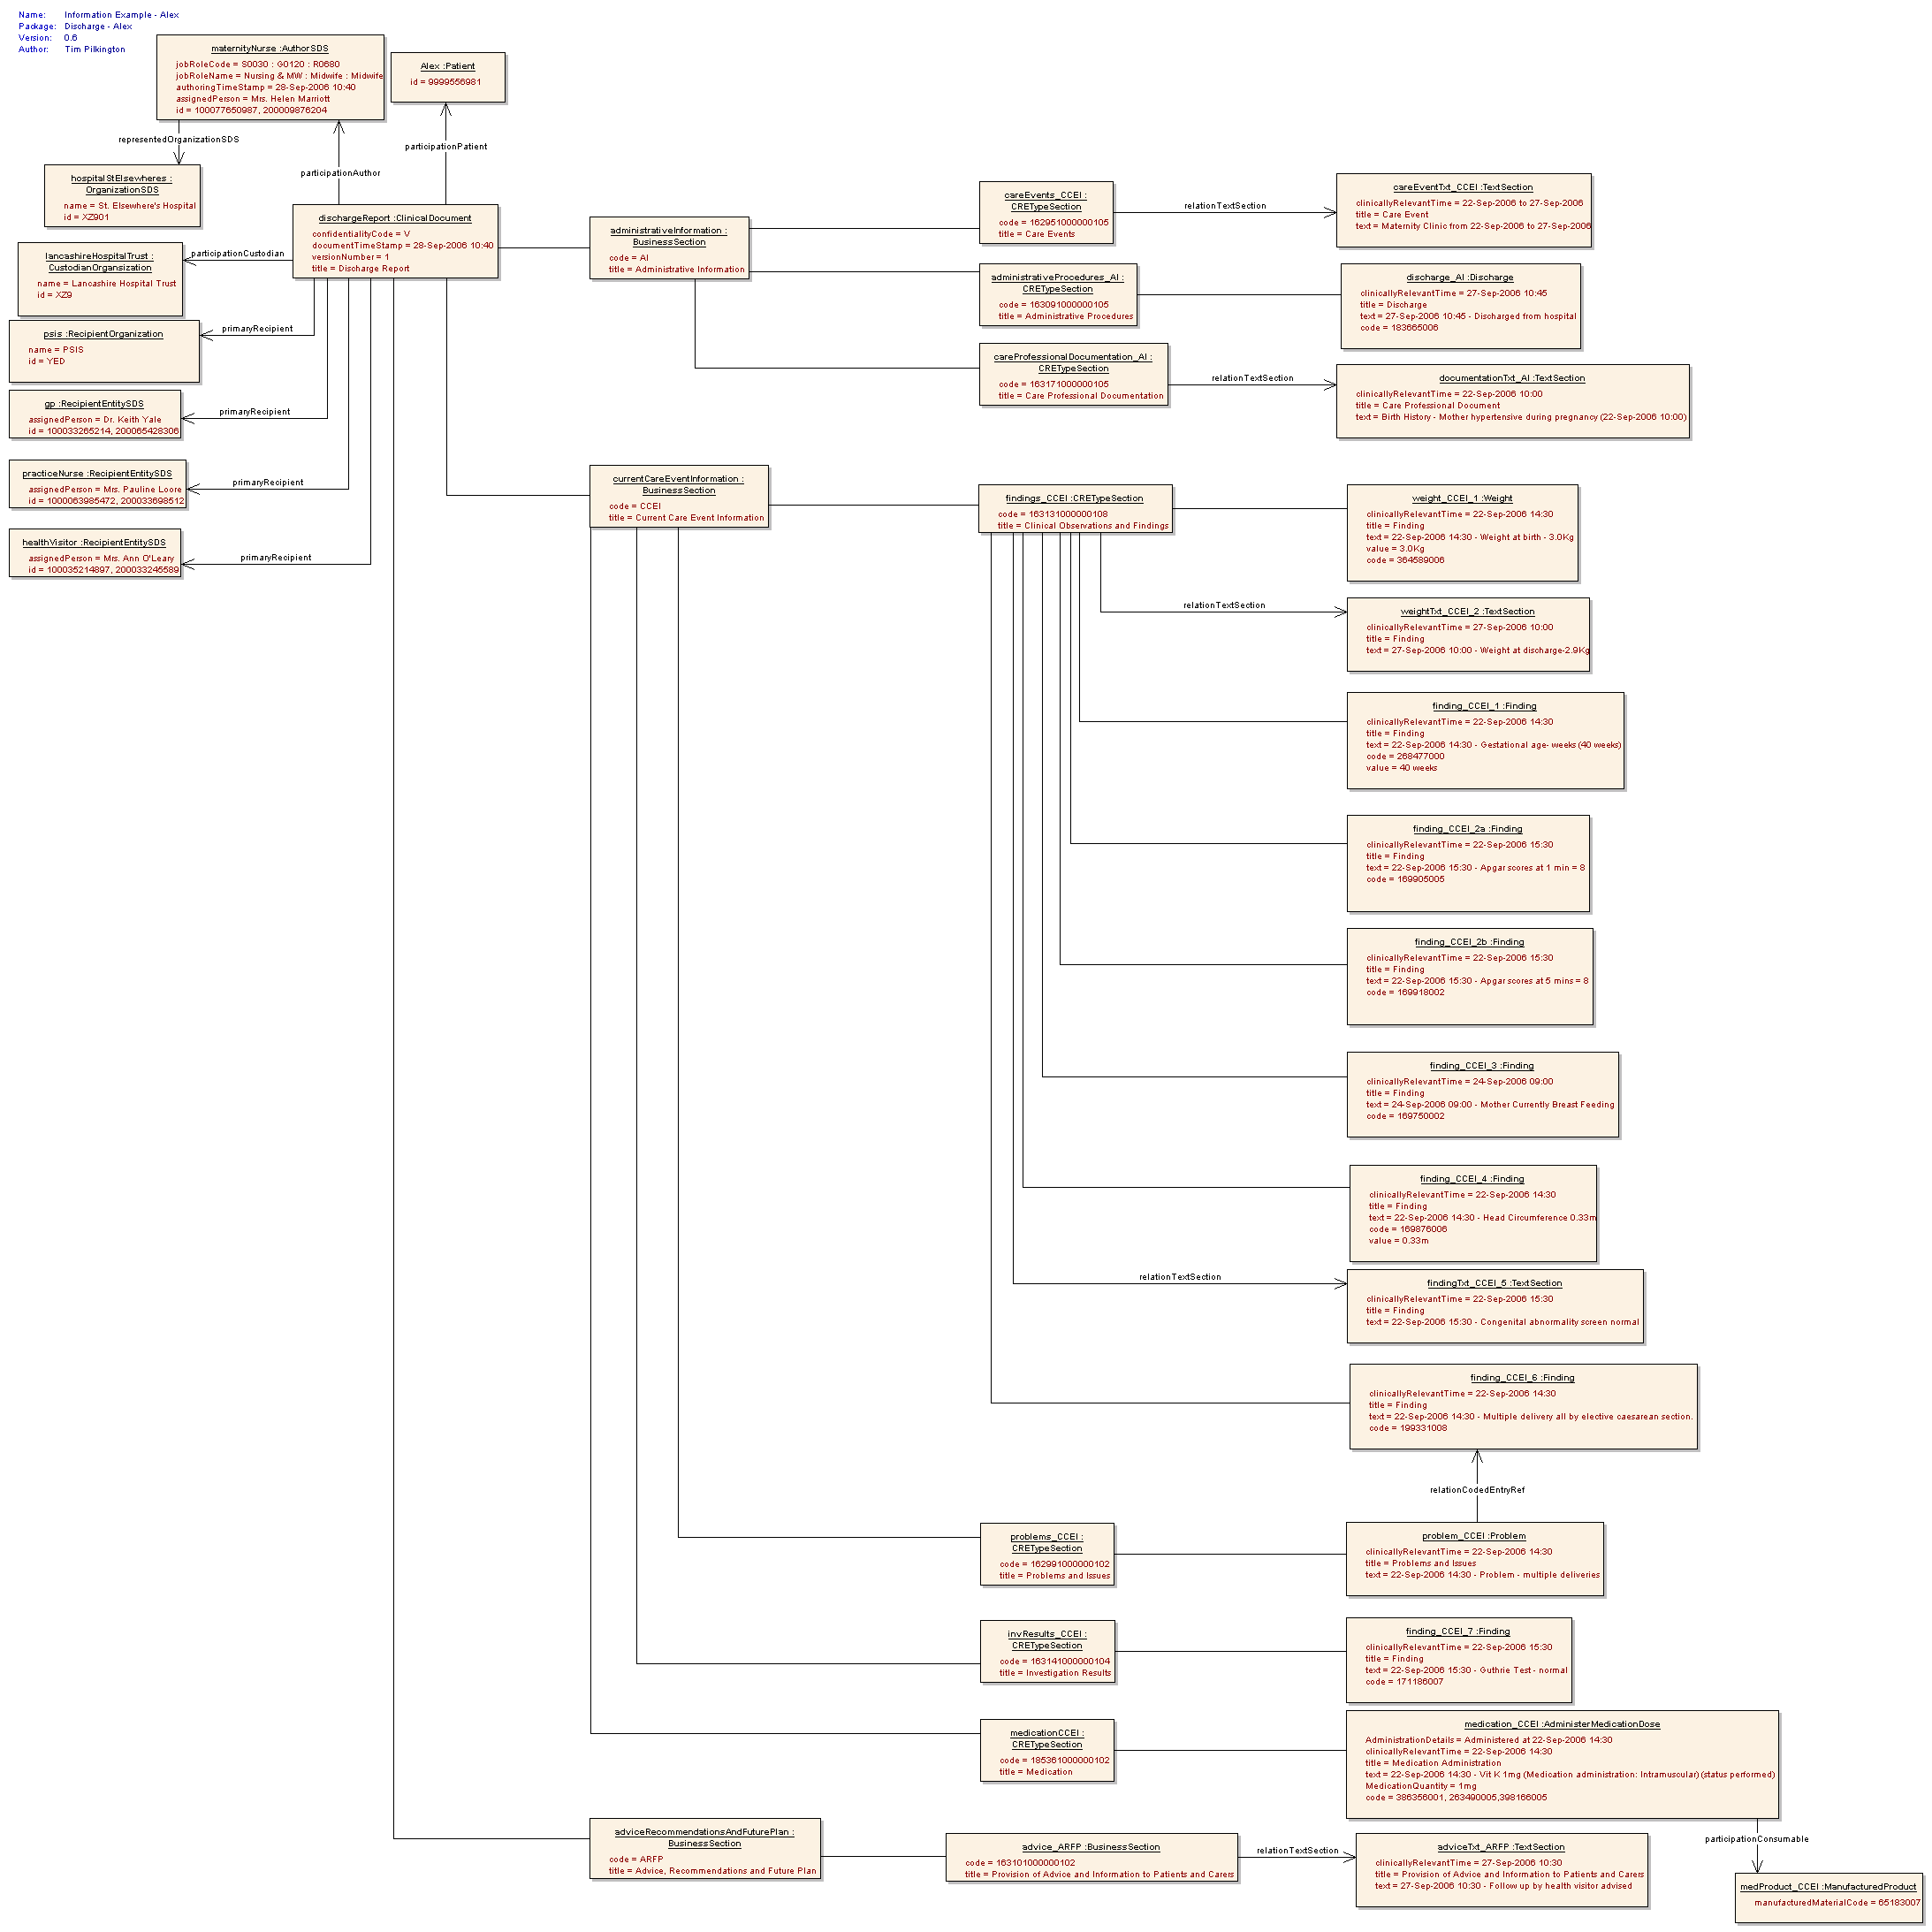 Name: Information Example - Alex
Package: Discharge - Alex
Version: 0.6
Author: Tim Pilkington
maternityNurse :AuthorSDS
jobRoleCode = S0030 : G0120 : R0680
jobRoleName = Nursing & MW : Midwife : Midwife
authoringTimeStamp = 28-Sep-2006 10:40
assignedPerson = Mrs. Helen Marriott
id = 100077650987, 200009876204
Alex :Patient
id = 9999556981
representedOrganizationSDS
participationAuthor
participationPatient
hospitalStElsewheres :
OrganizationSDS
name = St. Elsewhere's Hospital
id = XZ901
dischargeReport :ClinicalDocument
confidentialityCode = V
documentTimeStamp = 28-Sep-2006 10:40
versionNumber = 1
title = Discharge Report
participationCustodian
lancashireHospitalTrust :
CustodianOrgansization
name = Lancashire Hospital Trust
id = XZ9
primaryRecipient
psis :RecipientOrganization
name = PSIS
id = YED
primaryRecipient
gp :RecipientEntitySDS
assignedPerson = Dr. Keith Yale
id = 100033265214, 200065428306
primaryRecipient
practiceNurse :RecipientEntitySDS
assignedPerson = Mrs. Pauline Loore
id = 1000063985472, 200033698512
primaryRecipient
healthVisitor :RecipientEntitySDS
assignedPerson = Mrs. Ann O'Leary
id = 100035214897, 200033245589
administrativeInformation :
BusinessSection
code = AI
title = Administrative Information
careEvents_CCEI :
CRETypeSection
code = 162951000000105
title = Care Events
relationTextSection
careEventTxt_CCEI :TextSection
clinicallyRelevantTime = 22-Sep-2006 to 27-Sep-2006
title = Care Event
text = Maternity Clinic from 22-Sep-2006 to 27-Sep-2006
administrativeProcedures_AI :
CRETypeSection
code = 163091000000105
title = Administrative Procedures
discharge_AI :Discharge
clinicallyRelevantTime = 27-Sep-2006 10:45
title = Discharge
text = 27-Sep-2006 10:45 - Discharged from hospital
code = 183665006
careProfessionalDocumentation_AI :
CRETypeSection
code = 163171000000105
title = Care Professional Documentation
relationTextSection
documentationTxt_AI :TextSection
clinicallyRelevantTime = 22-Sep-2006 10:00
title = Care Professional Document
text = Birth History - Mother hypertensive during pregnancy (22-Sep-2006 10:00)
currentCareEventInformation :
BusinessSection
code = CCEI
title = Current Care Event Information
findings_CCEI :CRETypeSection
code = 163131000000108
title = Clinical Observations and Findings
weight_CCEI_1 :Weight
clinicallyRelevantTime = 22-Sep-2006 14:30
title = Finding
text = 22-Sep-2006 14:30 - Weight at birth - 3.0Kg
value = 3.0Kg
code = 364589006
relationTextSection
weightTxt_CCEI_2 :TextSection
clinicallyRelevantTime = 27-Sep-2006 10:00
title = Finding
text = 27-Sep-2006 10:00 - Weight at discharge-2.9Kg
finding_CCEI_1 :Finding
clinicallyRelevantTime = 22-Sep-2006 14:30
title = Finding
text = 22-Sep-2006 14:30 - Gestational age- weeks (40 weeks)
code = 268477000
value = 40 weeks
finding_CCEI_2a :Finding
clinicallyRelevantTime = 22-Sep-2006 15:30
title = Finding
text = 22-Sep-2006 15:30 - Apgar scores at 1 min = 8
code = 169905005
finding_CCEI_2b :Finding
clinicallyRelevantTime = 22-Sep-2006 15:30
title = Finding
text = 22-Sep-2006 15:30 - Apgar scores at 5 mins = 8
code = 169918002
finding_CCEI_3 :Finding
clinicallyRelevantTime = 24-Sep-2006 09:00
title = Finding
text = 24-Sep-2006 09:00 - Mother Currently Breast Feeding
code = 169750002
finding_CCEI_4 :Finding
clinicallyRelevantTime = 22-Sep-2006 14:30
title = Finding
text = 22-Sep-2006 14:30 - Head Circumference 0.33m
code = 169876006
value = 0.33m
relationTextSection
findingTxt_CCEI_5 :TextSection
clinicallyRelevantTime = 22-Sep-2006 15:30
title = Finding
text = 22-Sep-2006 15:30 - Congenital abnormality screen normal
finding_CCEI_6 :Finding
clinicallyRelevantTime = 22-Sep-2006 14:30
title = Finding
text = 22-Sep-2006 14:30 - Multiple delivery all by elective caesarean section.
code = 199331008
relationCodedEntryRef
problems_CCEI :
CRETypeSection
code = 162991000000102
title = Problems and Issues
problem_CCEI :Problem
clinicallyRelevantTime = 22-Sep-2006 14:30
title = Problems and Issues
text = 22-Sep-2006 14:30 - Problem - multiple deliveries
invResults_CCEI :
CRETypeSection
code = 163141000000104
title = Investigation Results
finding_CCEI_7 :Finding
clinicallyRelevantTime = 22-Sep-2006 15:30
title = Finding
text = 22-Sep-2006 15:30 - Guthrie Test - normal
code = 171186007
medicationCCEI :
CRETypeSection
code = 185361000000102
title = Medication
medication_CCEI :AdministerMedicationDose
AdministrationDetails = Administered at 22-Sep-2006 14:30
clinicallyRelevantTime = 22-Sep-2006 14:30
title = Medication Administration
text = 22-Sep-2006 14:30 - Vit K 1mg (Medication administration: Intramuscular) (status performed)
MedicationQuantity = 1mg
code = 386356001, 263490005,398166005
participationConsumable
adviceRecommendationsAndFuturePlan :
BusinessSection
code = ARFP
title = Advice, Recommendations and Future Plan
advice_ARFP :BusinessSection
code = 163101000000102
title = Provision of Advice and Information to Patients and Carers
relationTextSection
adviceTxt_ARFP :TextSection
clinicallyRelevantTime = 27-Sep-2006 10:30
title = Provision of Advice and Information to Patients and Carers
text = 27-Sep-2006 10:30 - Follow up by health visitor advised
medProduct_CCEI :ManufacturedProduct
manufacturedMaterialCode = 65183007